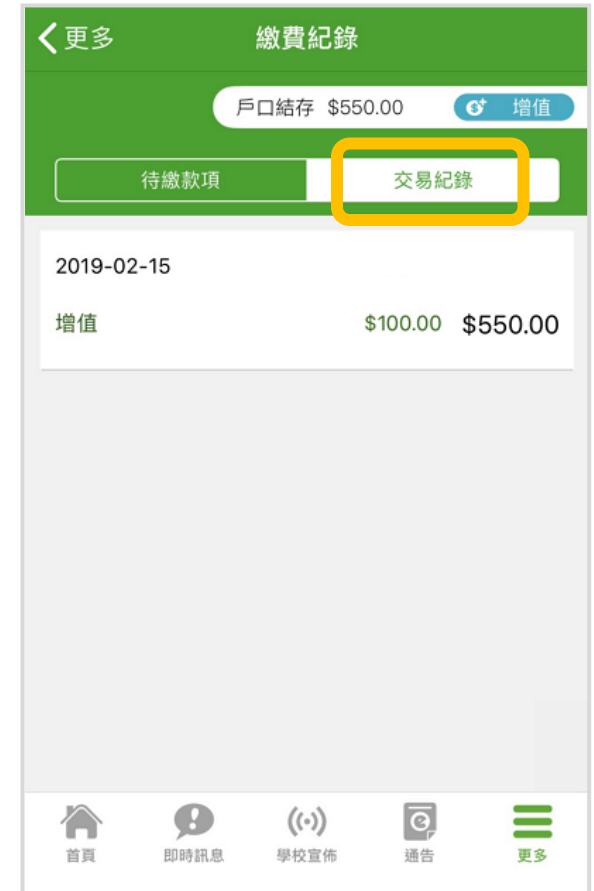 更多 繳費紀錄
戶口結存 $550.00 增值
待繳款項 交易紀錄
2019-02-15
增值 $100.00 $550.00
首頁 即時訊息 學校宣佈 通告 更多